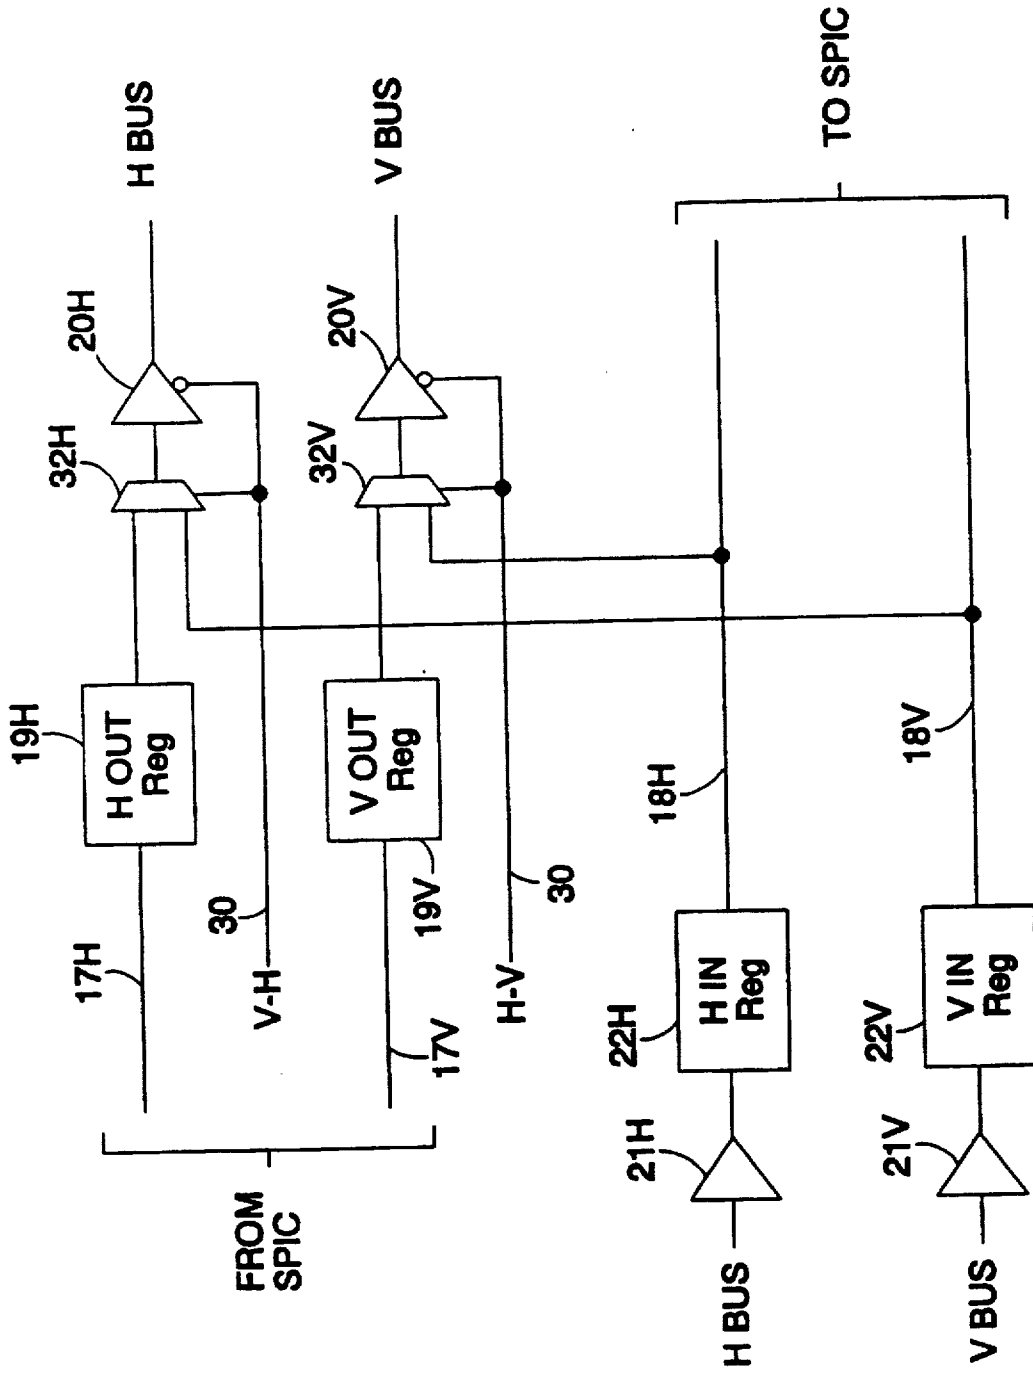 H BUS
20H
32H
19H
H OUT
Reg
17H
30
V-H
V BUS
20V
32V
V OUT
Reg
19V
17V
30
H-V
FROM
SPIC
TO SPIC
18H
H IN
Reg
22H
21H
H BUS
18V
V IN
Reg
22V
21V
V BUS